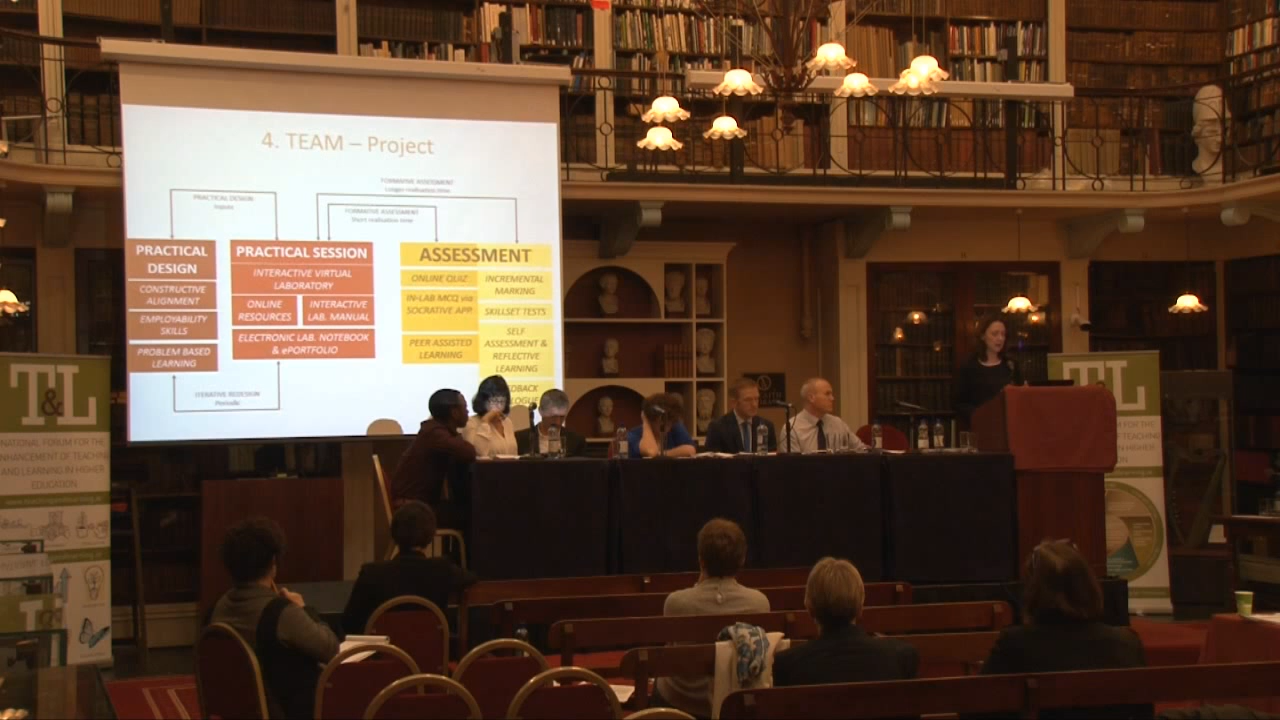 4. TEAM – Project
FORMATIVE ASSESSMENT
Longer realisation time
PRACTICAL DESIGN
Inputs
FORMATIVE ASSESSMENT
Short realisation time
PRACTICAL
DESIGN
CONSTRUCTIVE
ALIGNMENT
EMPLOYABILITY
SKILLS
PROBLEM BASED
LEARNING
PRACTICAL SESSION
INTERACTIVE VIRTUAL
LABORATORY
ONLINE
RESOURCES
INTERACTIVE
LAB. MANUAL
ELECTRONIC LAB. NOTEBOOK
& ePORTFOLIO
ASSESSMENT
ONLINE QUIZ
IN-LAB MCQ via
SOCRATIVE APP.
PEER ASSISTED
LEARNING
INCREMENTAL
MARKING
SKILLSET TESTS
SELF
ASSESSMENT &
REFLECTIVE
LEARNING
ITERATIVE REDESIGN
Periodic
T&L
NATIONAL FORUM FOR THE
ENHANCEMENT OF TEACHING
AND LEARNING IN HIGHER
EDUCATION
T&L